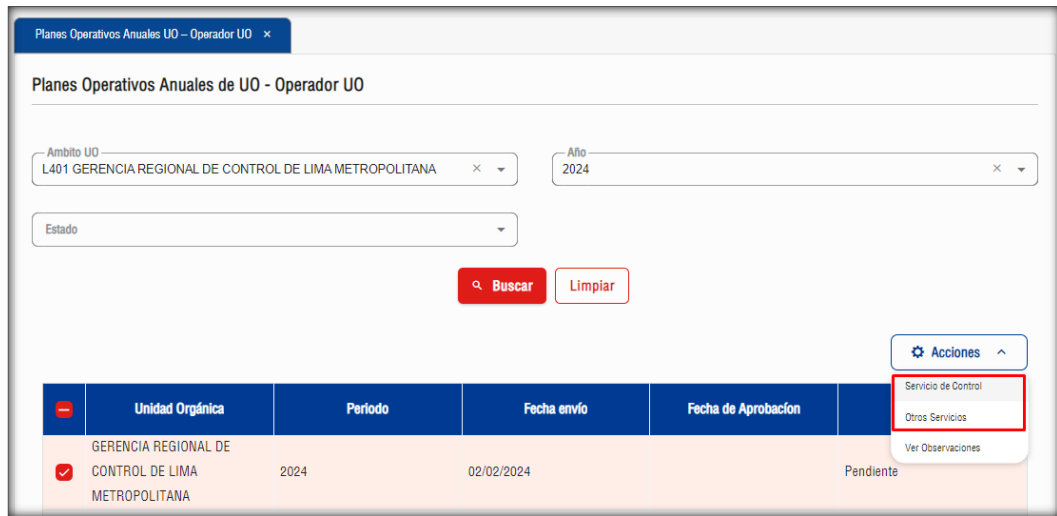 Planes Operativos Anuales UO – Operador UO ×
Planes Operativos Anuales de UO - Operador UO
Ambito UO
L401 GERENCIA REGIONAL DE CONTROL DE LIMA METROPOLITANA ×
Año
2024 ×
Estado
Buscar Limpiar
Acciones
Servicio de Control
Otros Servicios
Ver Observaciones
Unidad Orgánica Periodo Fecha envío Fecha de Aprobacíon
GERENCIA REGIONAL DE
CONTROL DE LIMA 2024 02/02/2024 Pendiente
METROPOLITANA